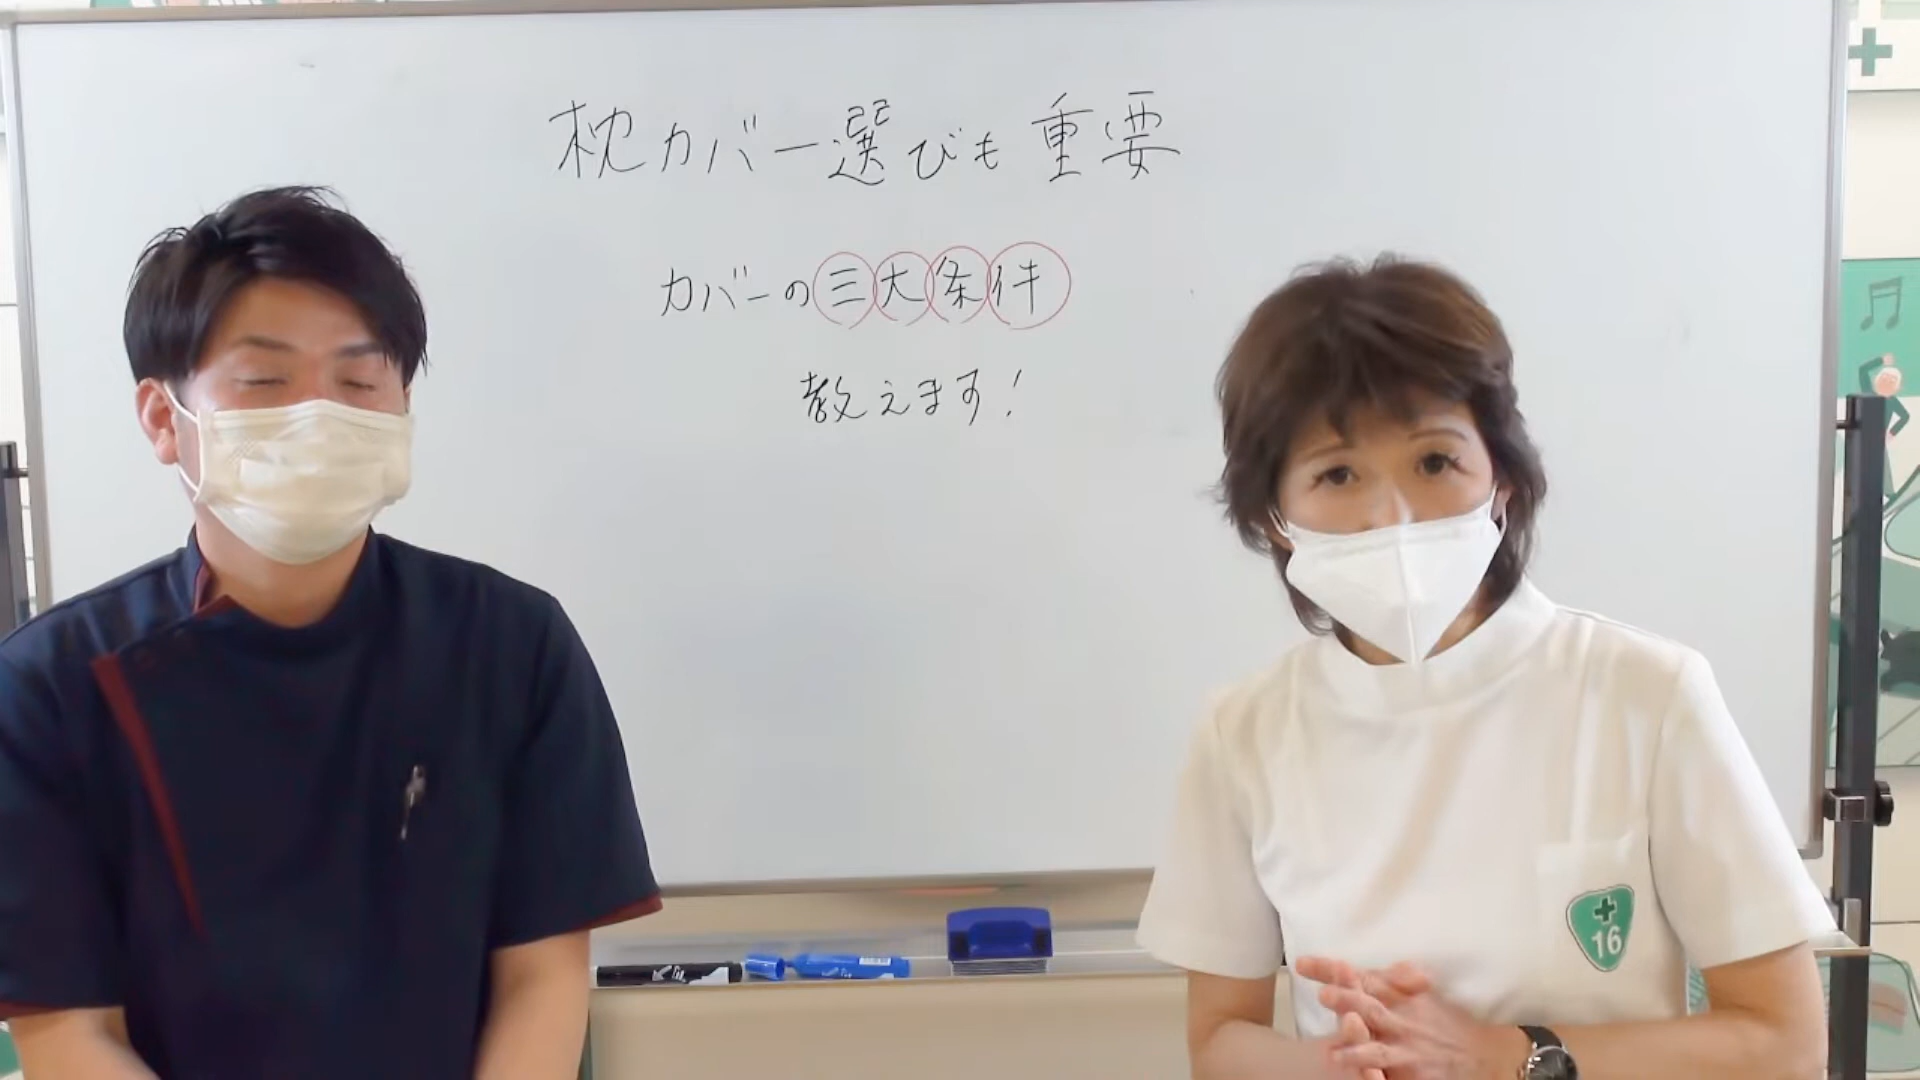 枕カバー選びも重要
カバーの三大条件
教えます!
16